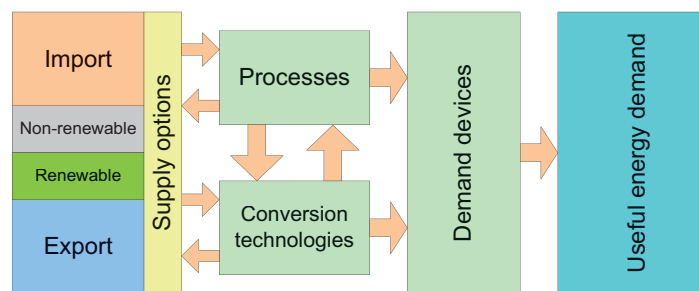 Import
Non-renewable
Renewable
Export
Supply options
Processes
Conversion
technologies
Demand devices
Useful energy demand